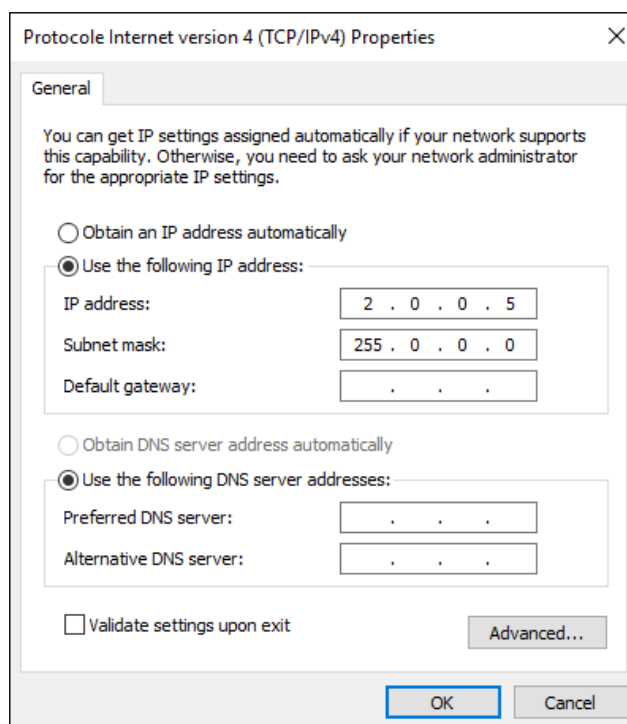 Protocole Internet version 4 (TCP/IPv4) Properties
General
You can get IP settings assigned automatically if your network supports
this capability. Otherwise, you need to ask your network administrator
for the appropriate IP settings.
Obtain an IP address automatically
Use the following IP address:
IP address: 2 . 0 . 0 . 5
Subnet mask: 255 . 0 . 0 . 0
Default gateway: . . .
Obtain DNS server address automatically
Use the following DNS server addresses:
Preferred DNS server: . . .
Alternative DNS server: . . .
Validate settings upon exit
Advanced...
OK Cancel